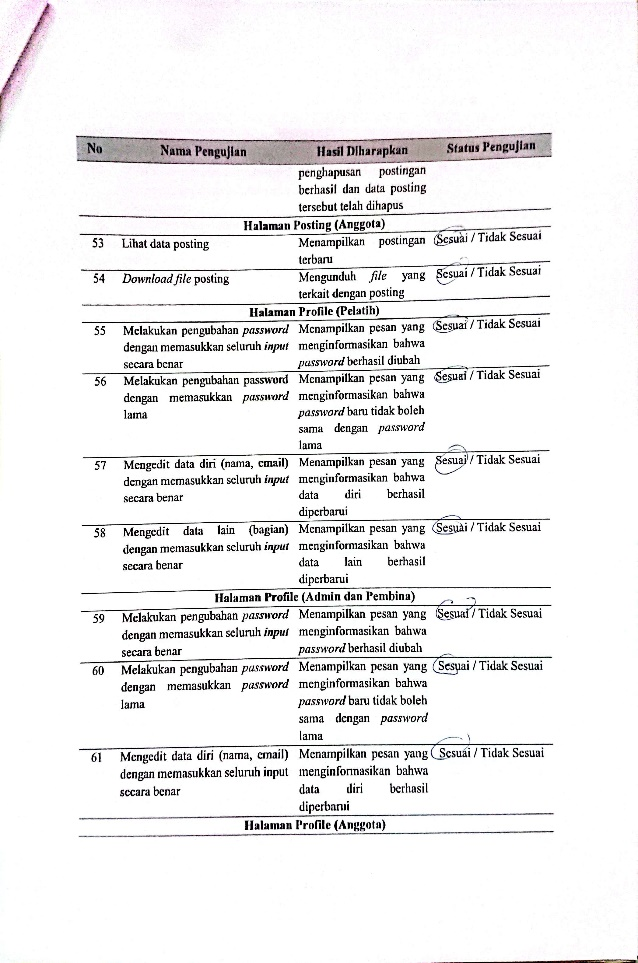 No Nama Pengujian Hasil Diharapkan Status Pengujian
penghapusan postingan
berhasil dan data posting
tersebut telah dihapus
Halaman Posting (Anggota)
53 Lihat data posting Menampilkan postingan Sesuai / Tidak Sesuai
terbaru
54 Download file posting Mengunduh file yang Sesuai / Tidak Sesuai
terkait dengan posting
Halaman Profile (Pelatih)
55 Melakukan pengubahan password Menampilkan pesan yang Sesuai / Tidak Sesuai
dengan memasukkan seluruh input menginformasikan bahwa
secara benar password berhasil diubah
56 Melakukan pengubahan password Menampilkan pesan yang Sesuai / Tidak Sesuai
dengan memasukkan password menginformasikan bahwa
lama password baru tidak boleh
sama dengan password
lama
57 Mengedit data diri (nama, email) Menampilkan pesan yang Sesuai / Tidak Sesuai
dengan memasukkan seluruh input menginformasikan bahwa
secara benar data diri berhasil
diperbarui
58 Mengedit data lain (bagian) Menampilkan pesan yang Sesuai / Tidak Sesuai
dengan memasukkan seluruh input menginformasikan bahwa
secara benar data lain berhasil
diperbarui
Halaman Profile (Admin dan Pembina)
59 Melakukan pengubahan password Menampilkan pesan yang Sesuai / Tidak Sesuai
dengan memasukkan seluruh input menginformasikan bahwa
secara benar password berhasil diubah
60 Melakukan pengubahan password Menampilkan pesan yang Sesuai / Tidak Sesuai
dengan memasukkan password menginformasikan bahwa
lama password baru tidak boleh
sama dengan password
lama
61 Mengedit data diri (nama, email) Menampilkan pesan yang Sesuai / Tidak Sesuai
dengan memasukkan seluruh input menginformasikan bahwa
secara benar data diri berhasil
diperbarui
Halaman Profile (Anggota)